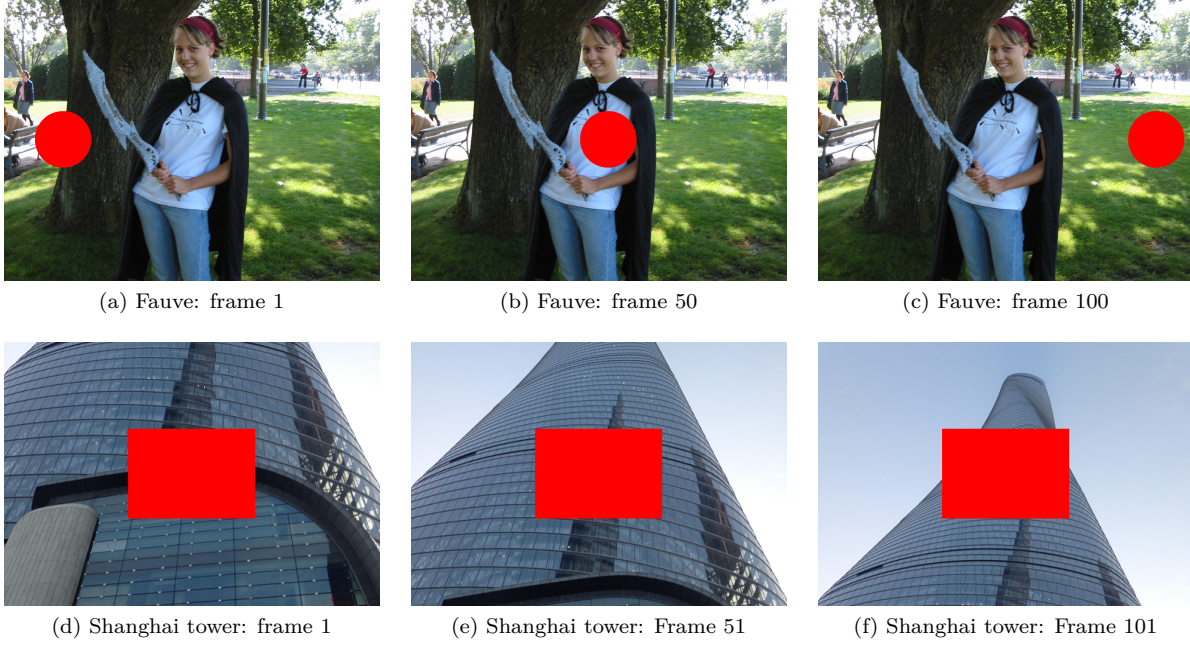 (a) Fauve: frame 1
(b) Fauve: frame 50
(c) Fauve: frame 100
(d) Shanghai tower: frame 1
(e) Shanghai tower: Frame 51
(f) Shanghai tower: Frame 101